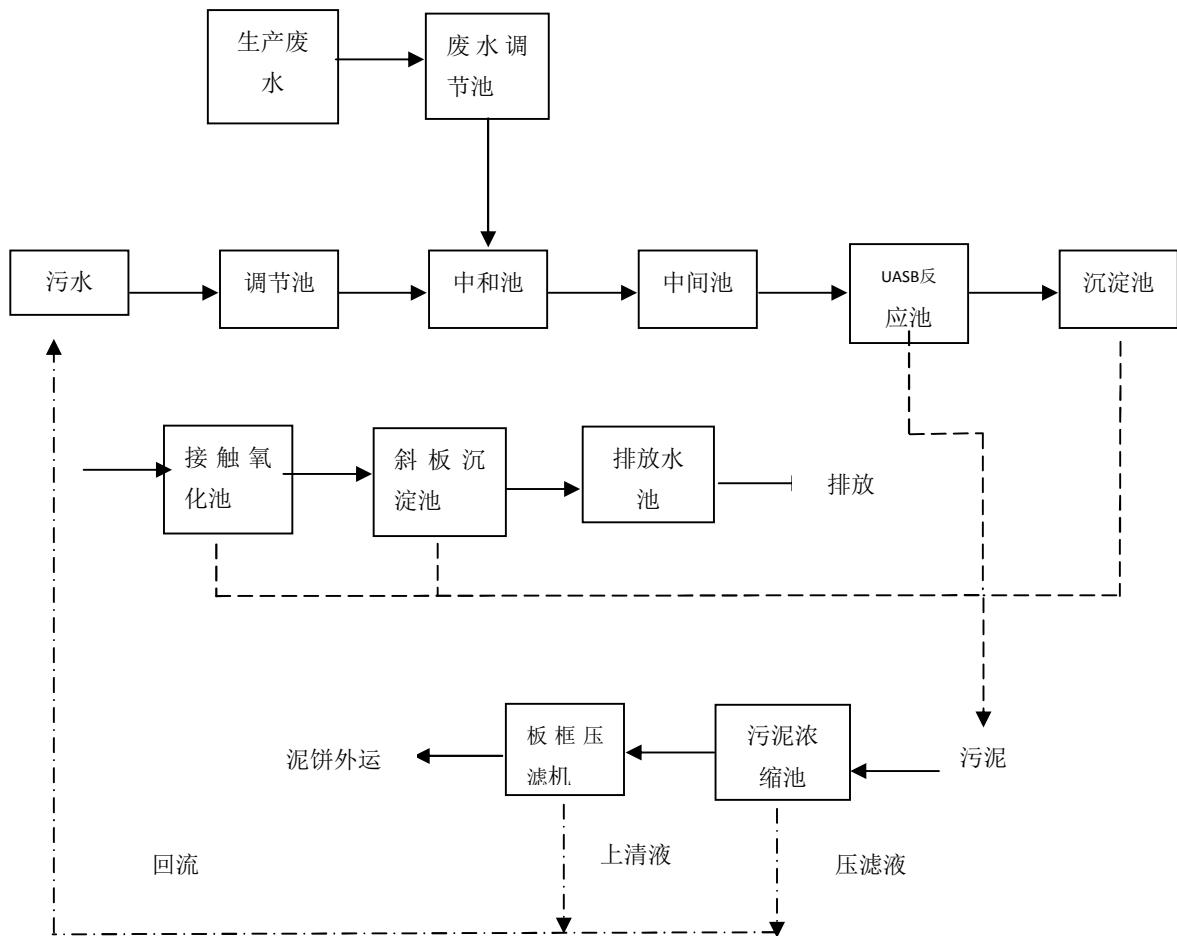 生产废
水
废水调
节池
污水
调节池
中和池
中间池
UASB反
应池
沉淀池
接触氧
化池
斜板沉
淀池
排放水
池
排放
泥饼外运
板框压
滤机
污泥浓
缩池
污泥
回流
上清液
压滤液